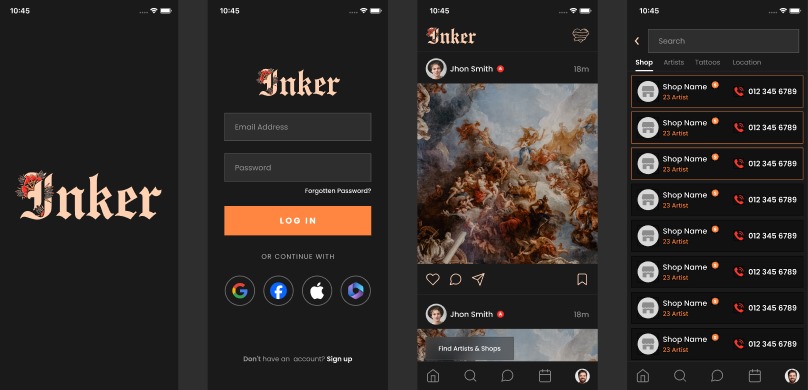 10:45
Inker
10:45
Inker
Email Address
Password
Forgotten Password?
LOG IN
OR CONTINUE WITH
Don't have an account? Sign up
10:45
Inker
Jhon Smith
18m
Jhon Smith
18m
Find Artists & Shops
10:45
Search
Shop Artists Tattoos Location
Shop Name
23 Artist
012 345 6789
Shop Name
23 Artist
012 345 6789
Shop Name
23 Artist
012 345 6789
Shop Name
23 Artist
012 345 6789
Shop Name
23 Artist
012 345 6789
Shop Name
23 Artist
012 345 6789
Shop Name
23 Artist
012 345 6789
Shop Name
23 Artist
012 345 6789